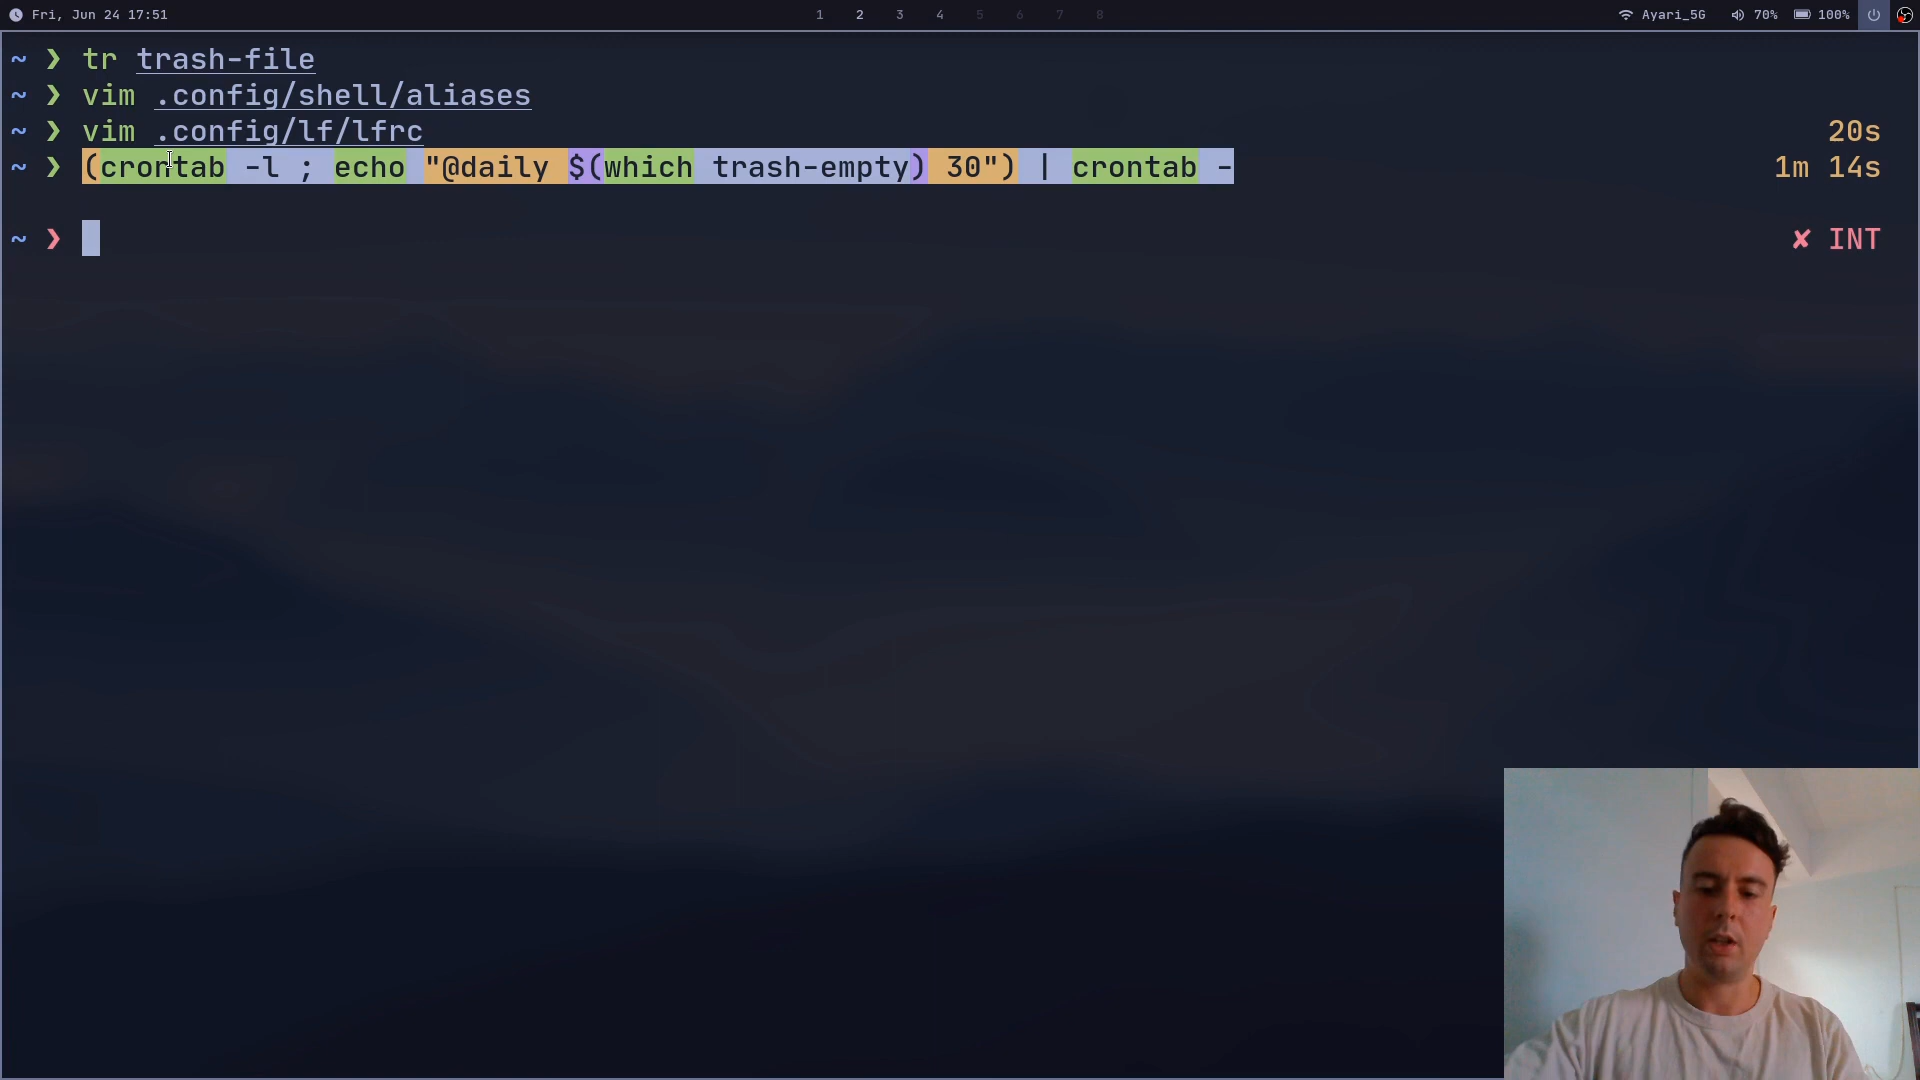 Fri, Jun 24 17:51 1 2 3 4 5 6 7 8 Ayari_5G 70% 100%
~ ❯ tr trash-file
~ ❯ vim .config/shell/aliases
~ ❯ vim .config/lf/lfrc 20s
~ ❯ (crontab -l ; echo "@daily $(which trash-empty) 30") | crontab - 1m 14s
~ ❯ ✘ INT